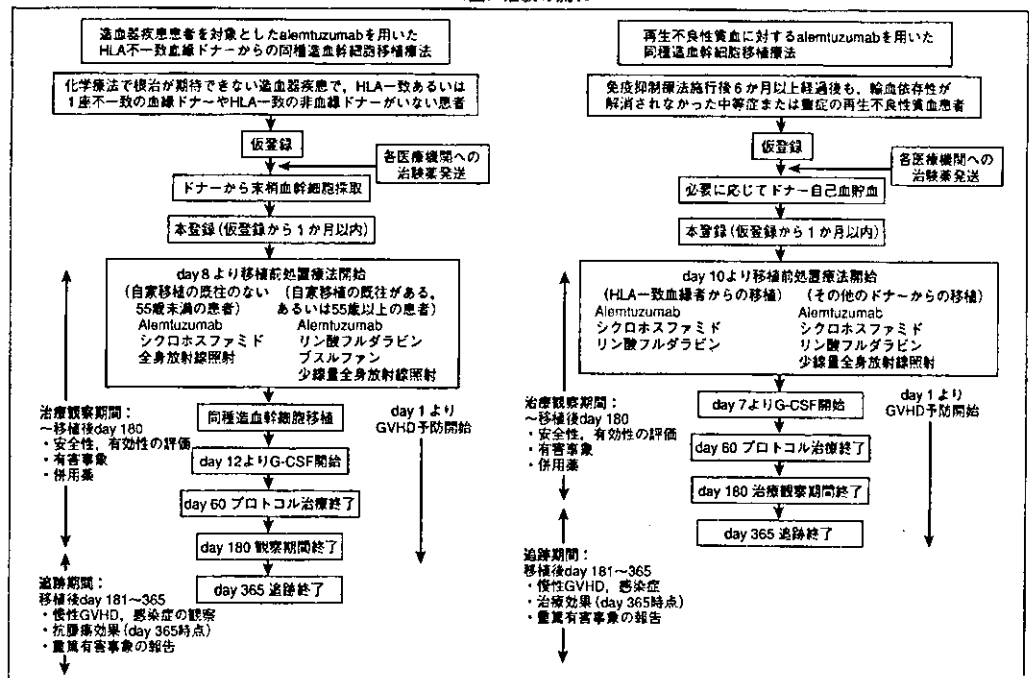 造血器疾患患者を対象としたalemtuzumabを用いた
HLA不一致血縁ドナーからの同種造血幹細胞移植療法
化学療法で根治が期待できない造血器疾患で，HLA一致あるいは
1座不一致の血縁ドナーやHLA一致の非血縁ドナーがいない患者
仮登録
各医療機関への
治験薬発送
ドナーから末梢血幹細胞採取
本登録(仮登録から1か月以内)
day 8より移植前処置療法開始
(自家移植の既往のない
55歳未満の患者)
Alemtuzumab
シクロホスファミド
全身放射線照射
(自家移植の既往がある，
あるいは55歳以上の患者)
Alemtuzumab
リン酸フルダラビン
ブスルファン
少線量全身放射線照射
同種造血幹細胞移植
day 12よりG-CSF開始
day 60 プロトコル治療終了
day 180 観察期間終了
day 365 追跡終了
day 1 より
GVHD予防開始
治療観察期間：
～移植後day 180
・安全性，有効性の評価
・有害事象
・併用薬
追跡期間：
移植後day 181～365
・慢性GVHD，感染症の観察
・抗腫瘍効果(day 365時点)
・重篤有害事象の報告
再生不良性貧血に対するalemtuzumabを用いた
同種造血幹細胞移植療法
免疫抑制療法施行後6か月以上経過後も，輸血依存性が
解消されなかった中等症または重症の再生不良性貧血患者
仮登録
各医療機関への
治験薬発送
必要に応じてドナー自己血貯血
本登録(仮登録から1か月以内)
day 10より移植前処置療法開始
(HLA一致血縁者からの移植)
Alemtuzumab
シクロホスファミド
リン酸フルダラビン
(その他のドナーからの移植)
Alemtuzumab
シクロホスファミド
リン酸フルダラビン
少線量全身放射線照射
day 7よりG-CSF開始
day 60 プロトコル治療終了
day 180 治療観察期間終了
day 365 追跡終了
day 1 より
GVHD予防開始
治療観察期間：
～移植後day 180
・安全性，有効性の評価
・有害事象
・併用薬
追跡期間：
移植後day 181～365
・慢性GVHD，感染症
・治療効果(day 365時点)
・重篤有害事象の報告